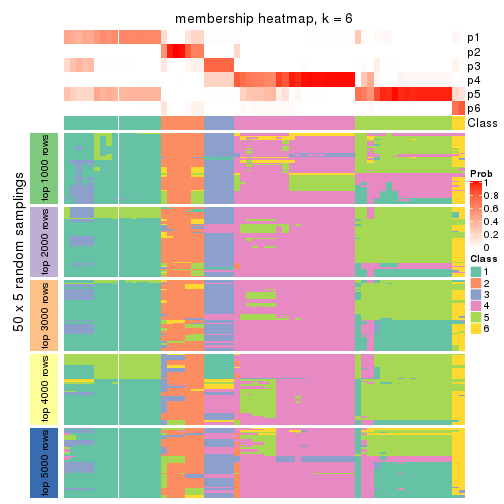 membership heatmap, k = 6
p1
p2
p3
p4
p5
p6
Class
50 x 5 random samplings
top 1000 rows
top 2000 rows
top 3000 rows
top 4000 rows
top 5000 rows
Prob
1
0.8
0.6
0.4
0.2
0
Class
1
2
3
4
5
6